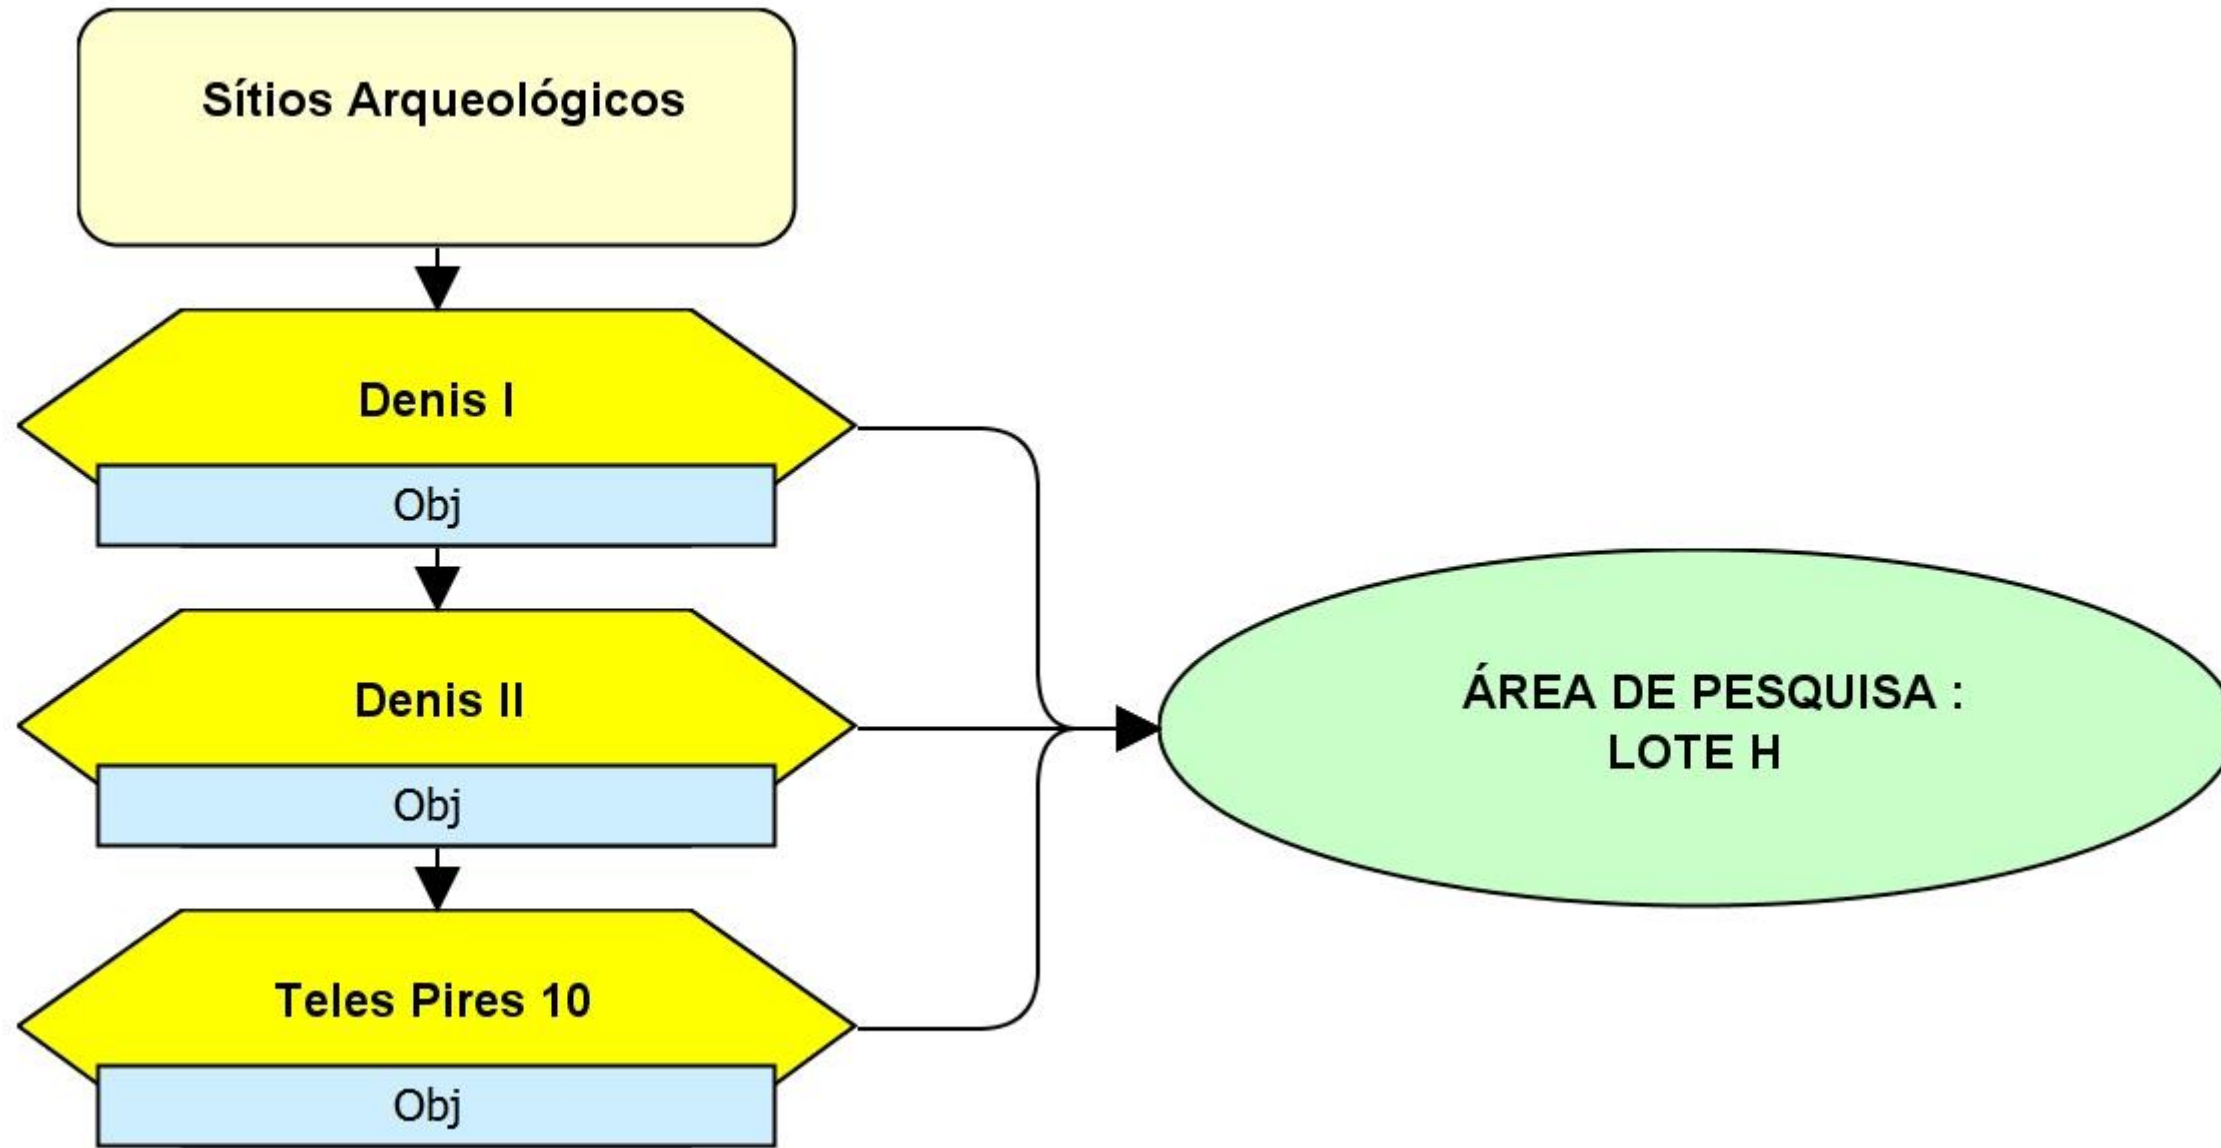 Sítios Arqueológicos
Denis I
Obj
Denis II
Obj
Teles Pires 10
Obj
ÁREA DE PESQUISA :
LOTE H